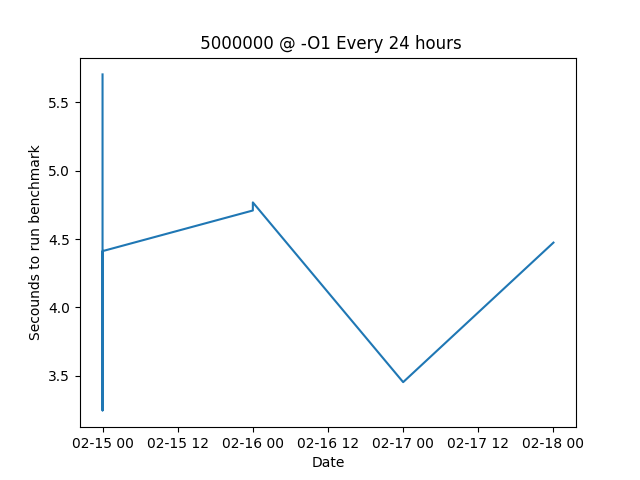 5000000 @ -O1 Every 24 hours
Secounds to run benchmark
5.5
5.0
4.5
4.0
3.5
02-15 00 02-15 12 02-16 00 02-16 12 02-17 00 02-17 12 02-18 00
Date